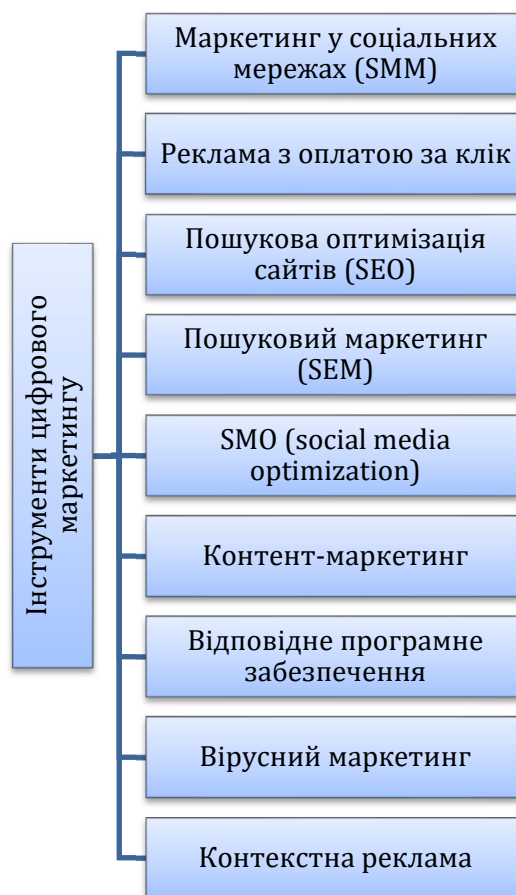 Інструменти цифрового
маркетингу
Маркетинг у соціальних
мережах (SMM)
Реклама з оплатою за клік
Пошукова оптимізація
сайтів (SEO)
Пошуковий маркетинг
(SEM)
SMO (social media
optimization)
Контент-маркетинг
Відповідне програмне
забезпечення
Вірусний маркетинг
Контекстна реклама